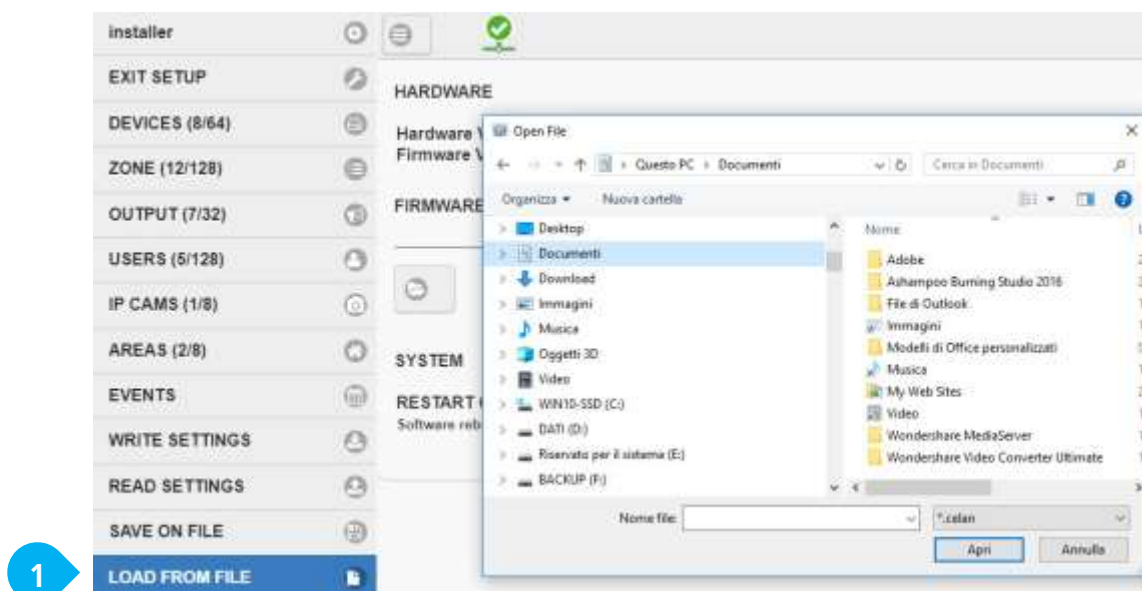 installer
EXIT SETUP
DEVICES (8/64)
ZONE (12/128)
OUTPUT (7/32)
USERS (5/128)
IP CAMS (1/8)
AREAS (2/8)
EVENTS
WRITE SETTINGS
READ SETTINGS
SAVE ON FILE
1
LOAD FROM FILE
HARDWARE
Hardware V
Firmware V
FIRMWARE
SYSTEM
RESTART
Software reb
Open File
Questo PC › Documenti
Cerca in Documenti
Organizza
Nuova cartella
Desktop
Documenti
Download
Immagini
Musica
Oggetti 3D
Video
WIN10-SSD (C:)
DATI (D:)
Riservato per il sistema (E:)
BACKUP (F:)
Nome
Adobe
Ashampoo Burning Studio 2016
File di Outlook
Immagini
Modelli di Office personalizzati
Musica
My Web Sites
Video
Wondershare MediaServer
Wondershare Video Converter Ultimate
Nome file:
Apri
Annulla